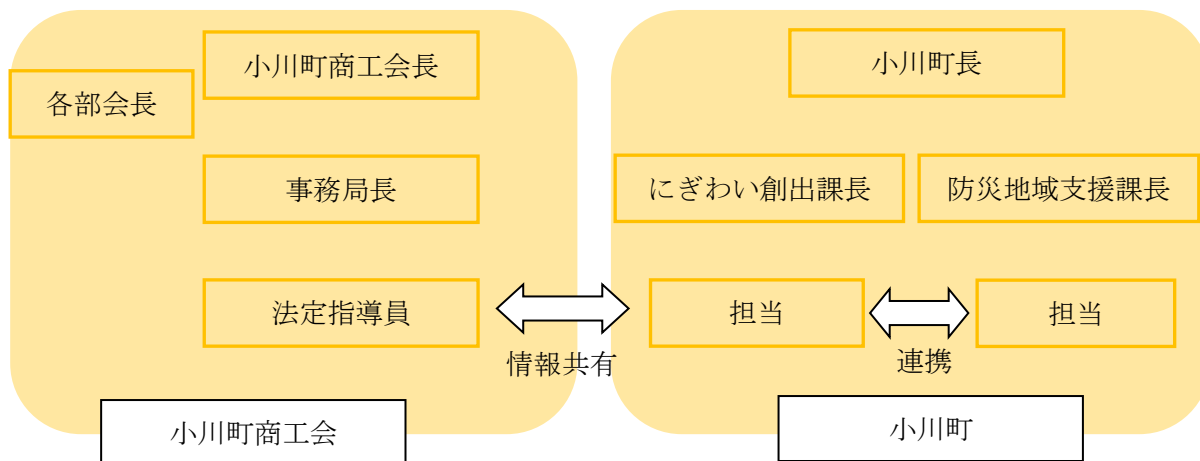 小川町商工会長
各部会長
事務局長
法定指導員
小川町商工会
情報共有
小川町長
にぎわい創出課長
防災地域支援課長
担当
連携
担当
小川町